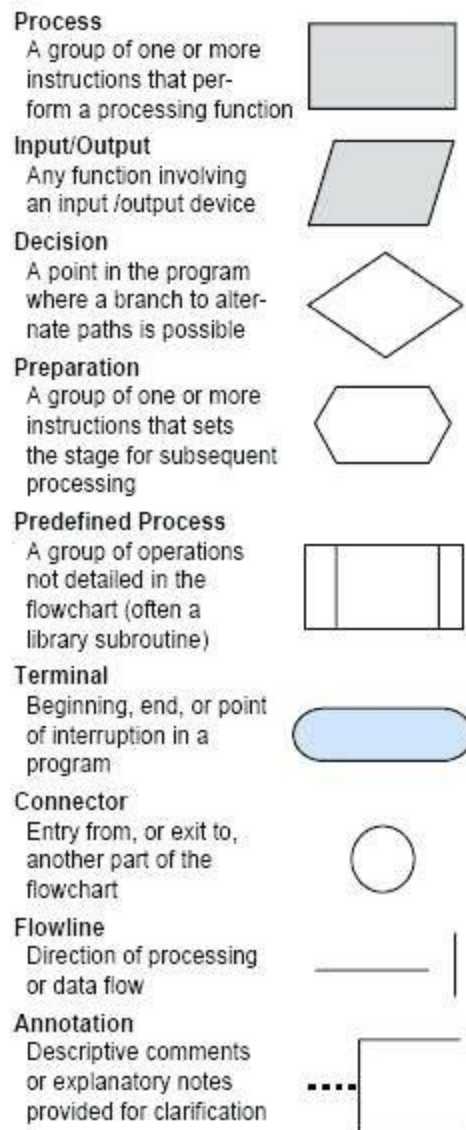 Process
A group of one or more
instructions that per-
form a processing function
Input/Output
Any function involving
an input /output device
Decision
A point in the program
where a branch to alter-
nate paths is possible
Preparation
A group of one or more
instructions that sets
the stage for subsequent
processing
Predefined Process
A group of operations
not detailed in the
flowchart (often a
library subroutine)
Terminal
Beginning, end, or point
of interruption in a
program
Connector
Entry from, or exit to,
another part of the
flowchart
Flowline
Direction of processing
or data flow
Annotation
Descriptive comments
or explanatory notes
provided for clarification